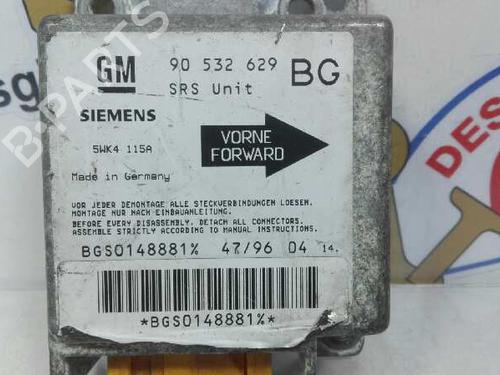 GM 90 532 629 BG
SRS Unit
SIEMENS
5WK4 115A
VORNE
FORWARD
Made in Germany
VOR JEDER DEMONTAGE ALLE STECKVERBINDUNGEN LOESEN.
MONTAGE NUR NACH EINBAUANLEITUNG.
BEFORE EVERY DISASSEMBLY, DETACH ALL CONNECTORS.
ASSEMBLE STRICTLY ACCORDING TO MANUAL INSTRUCTIONS.
BGS0148881% 47/96 04 14.
*BGS0148881%*
B-PARTS